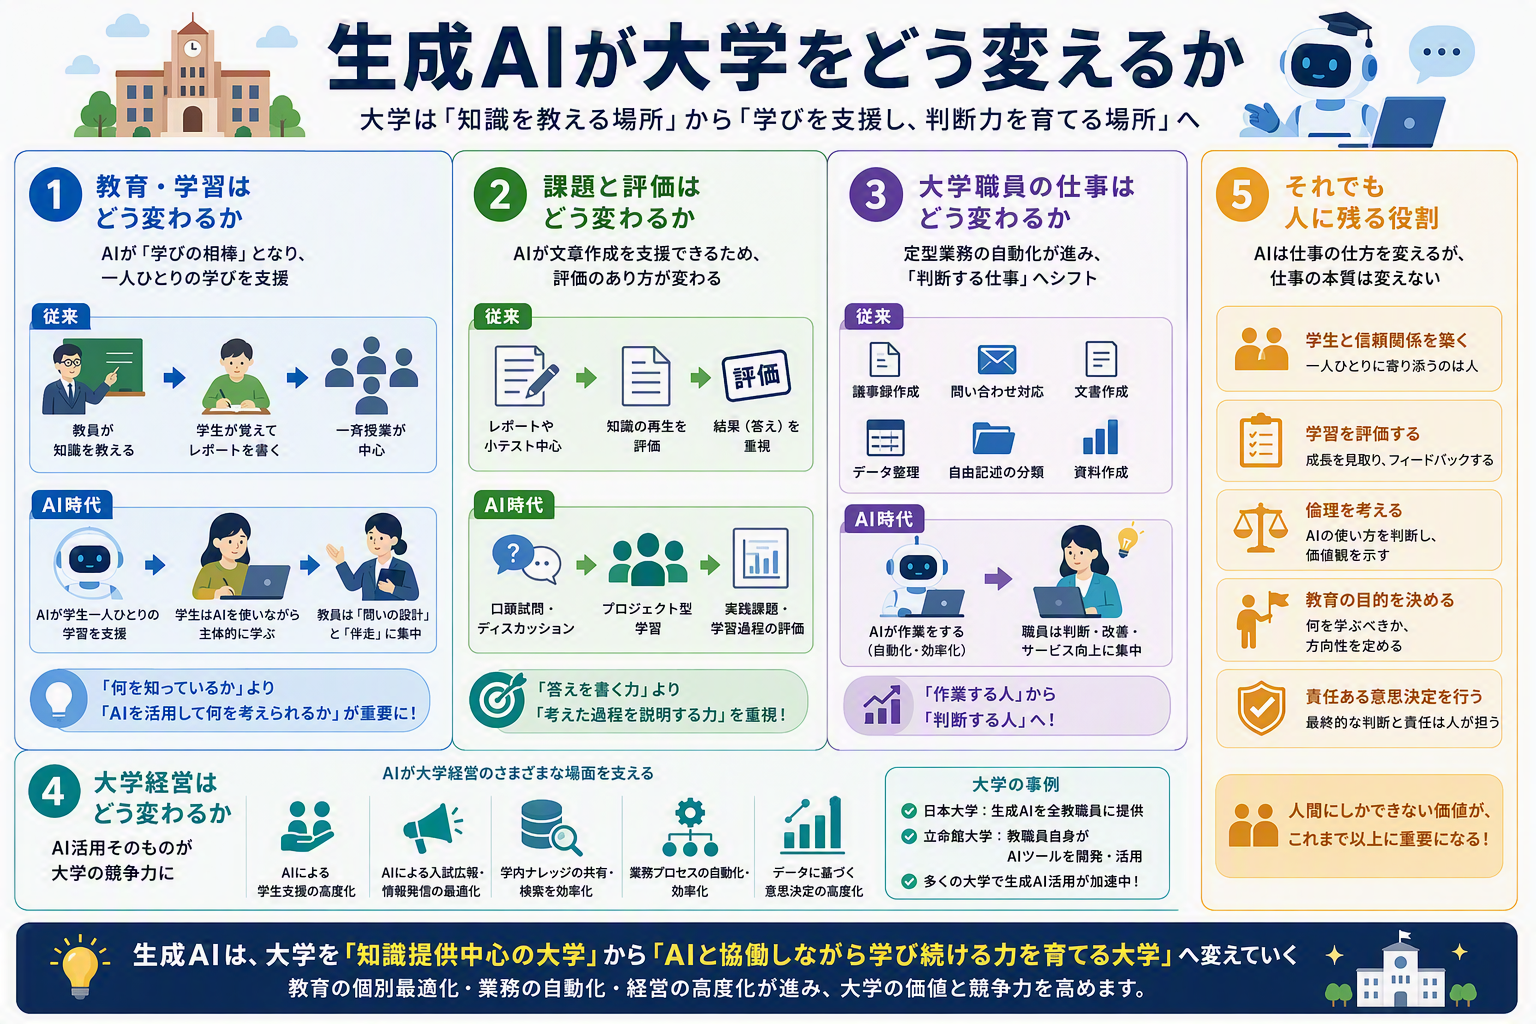 生成AIが大学をどう変えるか
大学は「知識を教える場所」から「学びを支援し、判断力を育てる場所」へ
1
教育・学習は
どう変わるか
AIが「学びの相棒」となり、
一人ひとりの学びを支援
従来
教員が
知識を教える
学生が覚えて
レポートを書く
一斉授業が
中心
AI時代
AIが学生一人ひとりの
学習を支援
学生はAIを使いながら
主体的に学ぶ
教員は「問いの設計」
と「伴走」に集中
「何を知っているか」より
「AIを活用して何を考えられるか」が重要に!
2
課題と評価は
どう変わるか
AIが文章作成を支援できるため、
評価のあり方が変わる
従来
レポートや
小テスト中心
知識の再生を
評価
評価
結果(答え)を
重視
AI時代
?
口頭試問・
ディスカッション
プロジェクト型
学習
実践課題・
学習過程の評価
「答えを書く力」より
「考えた過程を説明する力」を重視!
3
大学職員の仕事は
どう変わるか
定型業務の自動化が進み、
「判断する仕事」へシフト
従来
議事録作成
問い合わせ対応
文書作成
データ整理
自由記述の分類
資料作成
AI時代
AIが作業をする
(自動化・効率化)
職員は判断・改善・
サービス向上に集中
「作業する人」から
「判断する人」へ!
4
大学経営は
どう変わるか
AI活用そのものが
大学の競争力に
AIが大学経営のさまざまな場面を支える
AIによる
学生支援の高度化
AIによる入試広報・
情報発信の最適化
学内ナレッジの共有・
検索を効率化
業務プロセスの自動化・
効率化
データに基づく
意思決定の高度化
大学の事例
日本大学：生成AIを全教職員に提供
立命館大学：教職員自身が
AIツールを開発・活用
多くの大学で生成AI活用が加速中!
5
それでも
人に残る役割
AIは仕事の仕方を変えるが、
仕事の本質は変えない
学生と信頼関係を築く
一人ひとりに寄り添うのは人
学習を評価する
成長を見取り、フィードバックする
倫理を考える
AIの使い方を判断し、
価値観を示す
教育の目的を決める
何を学ぶべきか、
方向性を定める
責任ある意思決定を行う
最終的な判断と責任は人が担う
人間にしかできない価値が、
これまで以上に重要になる!
生成AIは、大学を「知識提供中心の大学」から「AIと協働しながら学び続ける力を育てる大学」へ変えていく
教育の個別最適化・業務の自動化・経営の高度化が進み、大学の価値と競争力を高めます。